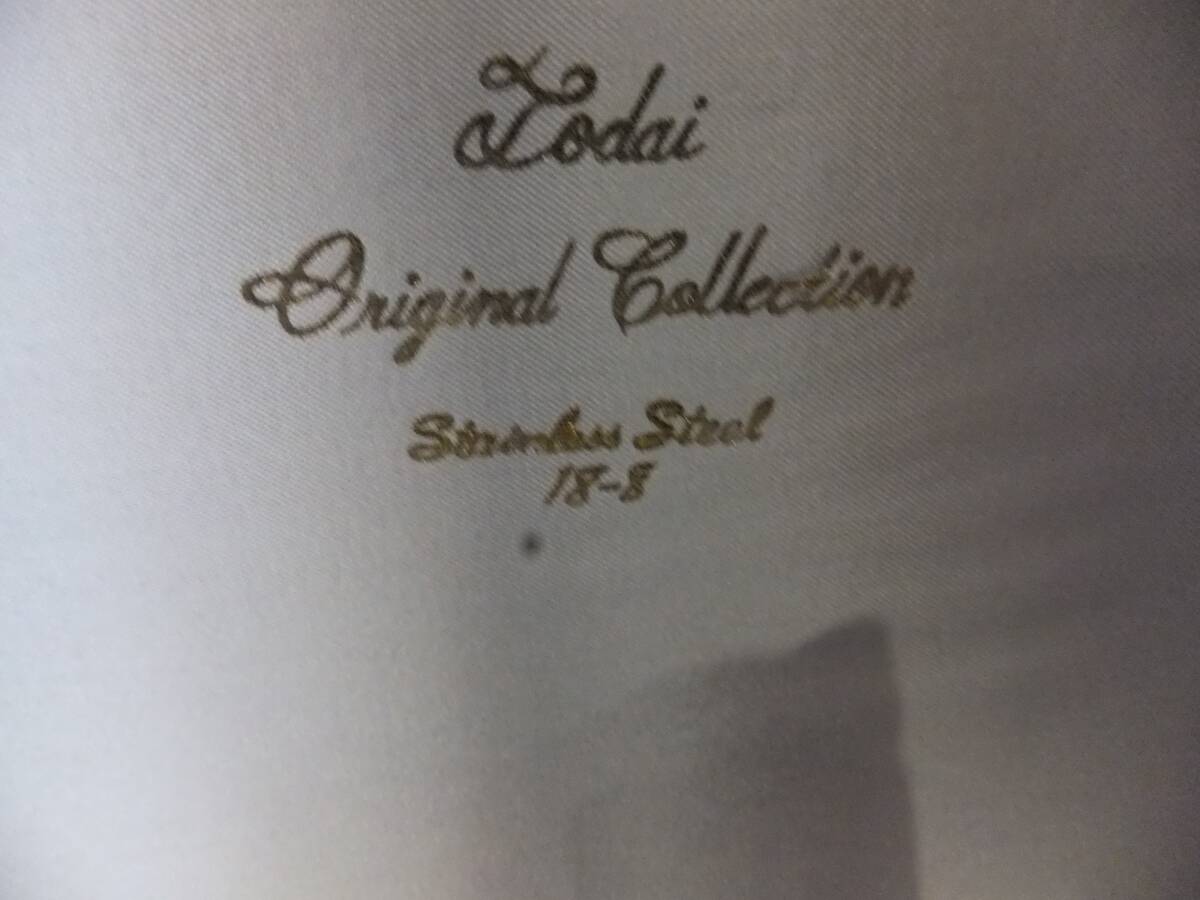 Todai
Original Collection
Stainless Steel
18-8